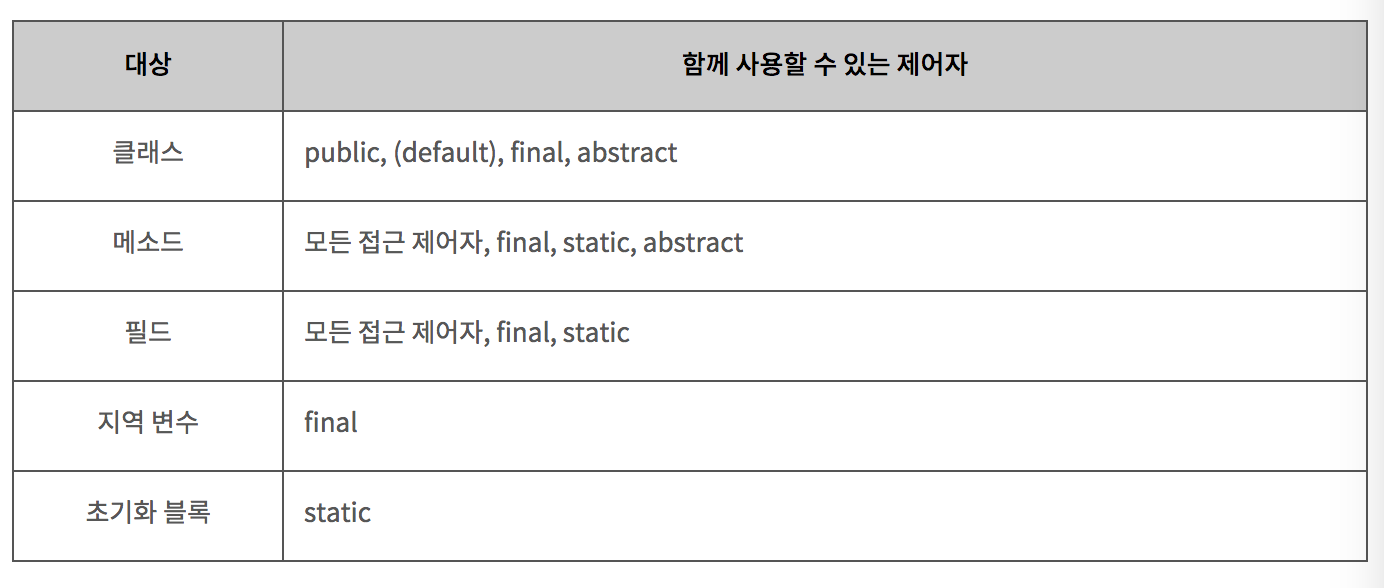 대상 함께 사용할 수 있는 제어자
클래스 public, (default), final, abstract
메소드 모든 접근 제어자, final, static, abstract
필드 모든 접근 제어자, final, static
지역 변수 final
초기화 블록 static